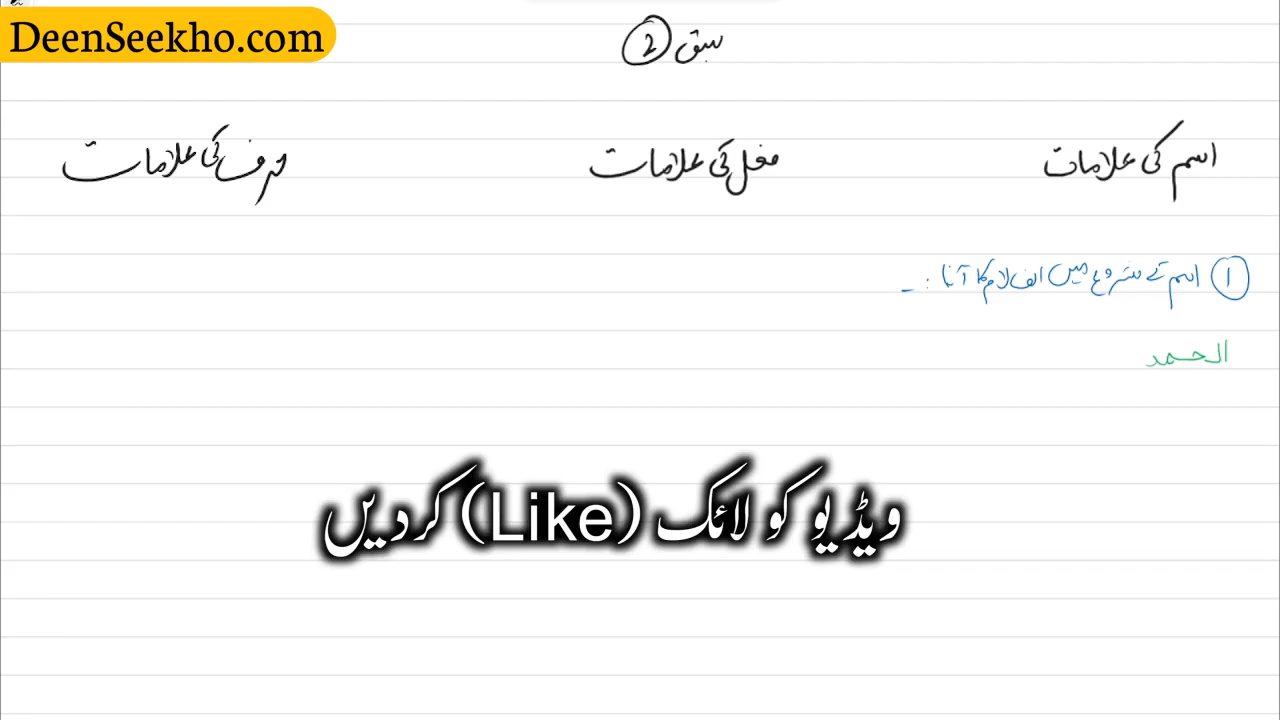 DeenSeekho.com
سبق 2
اسم کی علامات فعل کی علامات حرف کی علامات
1 اسم کے شروع میں الف لام کا آنا :-
الحمد
ویڈیو کو لائک (Like) کردیں